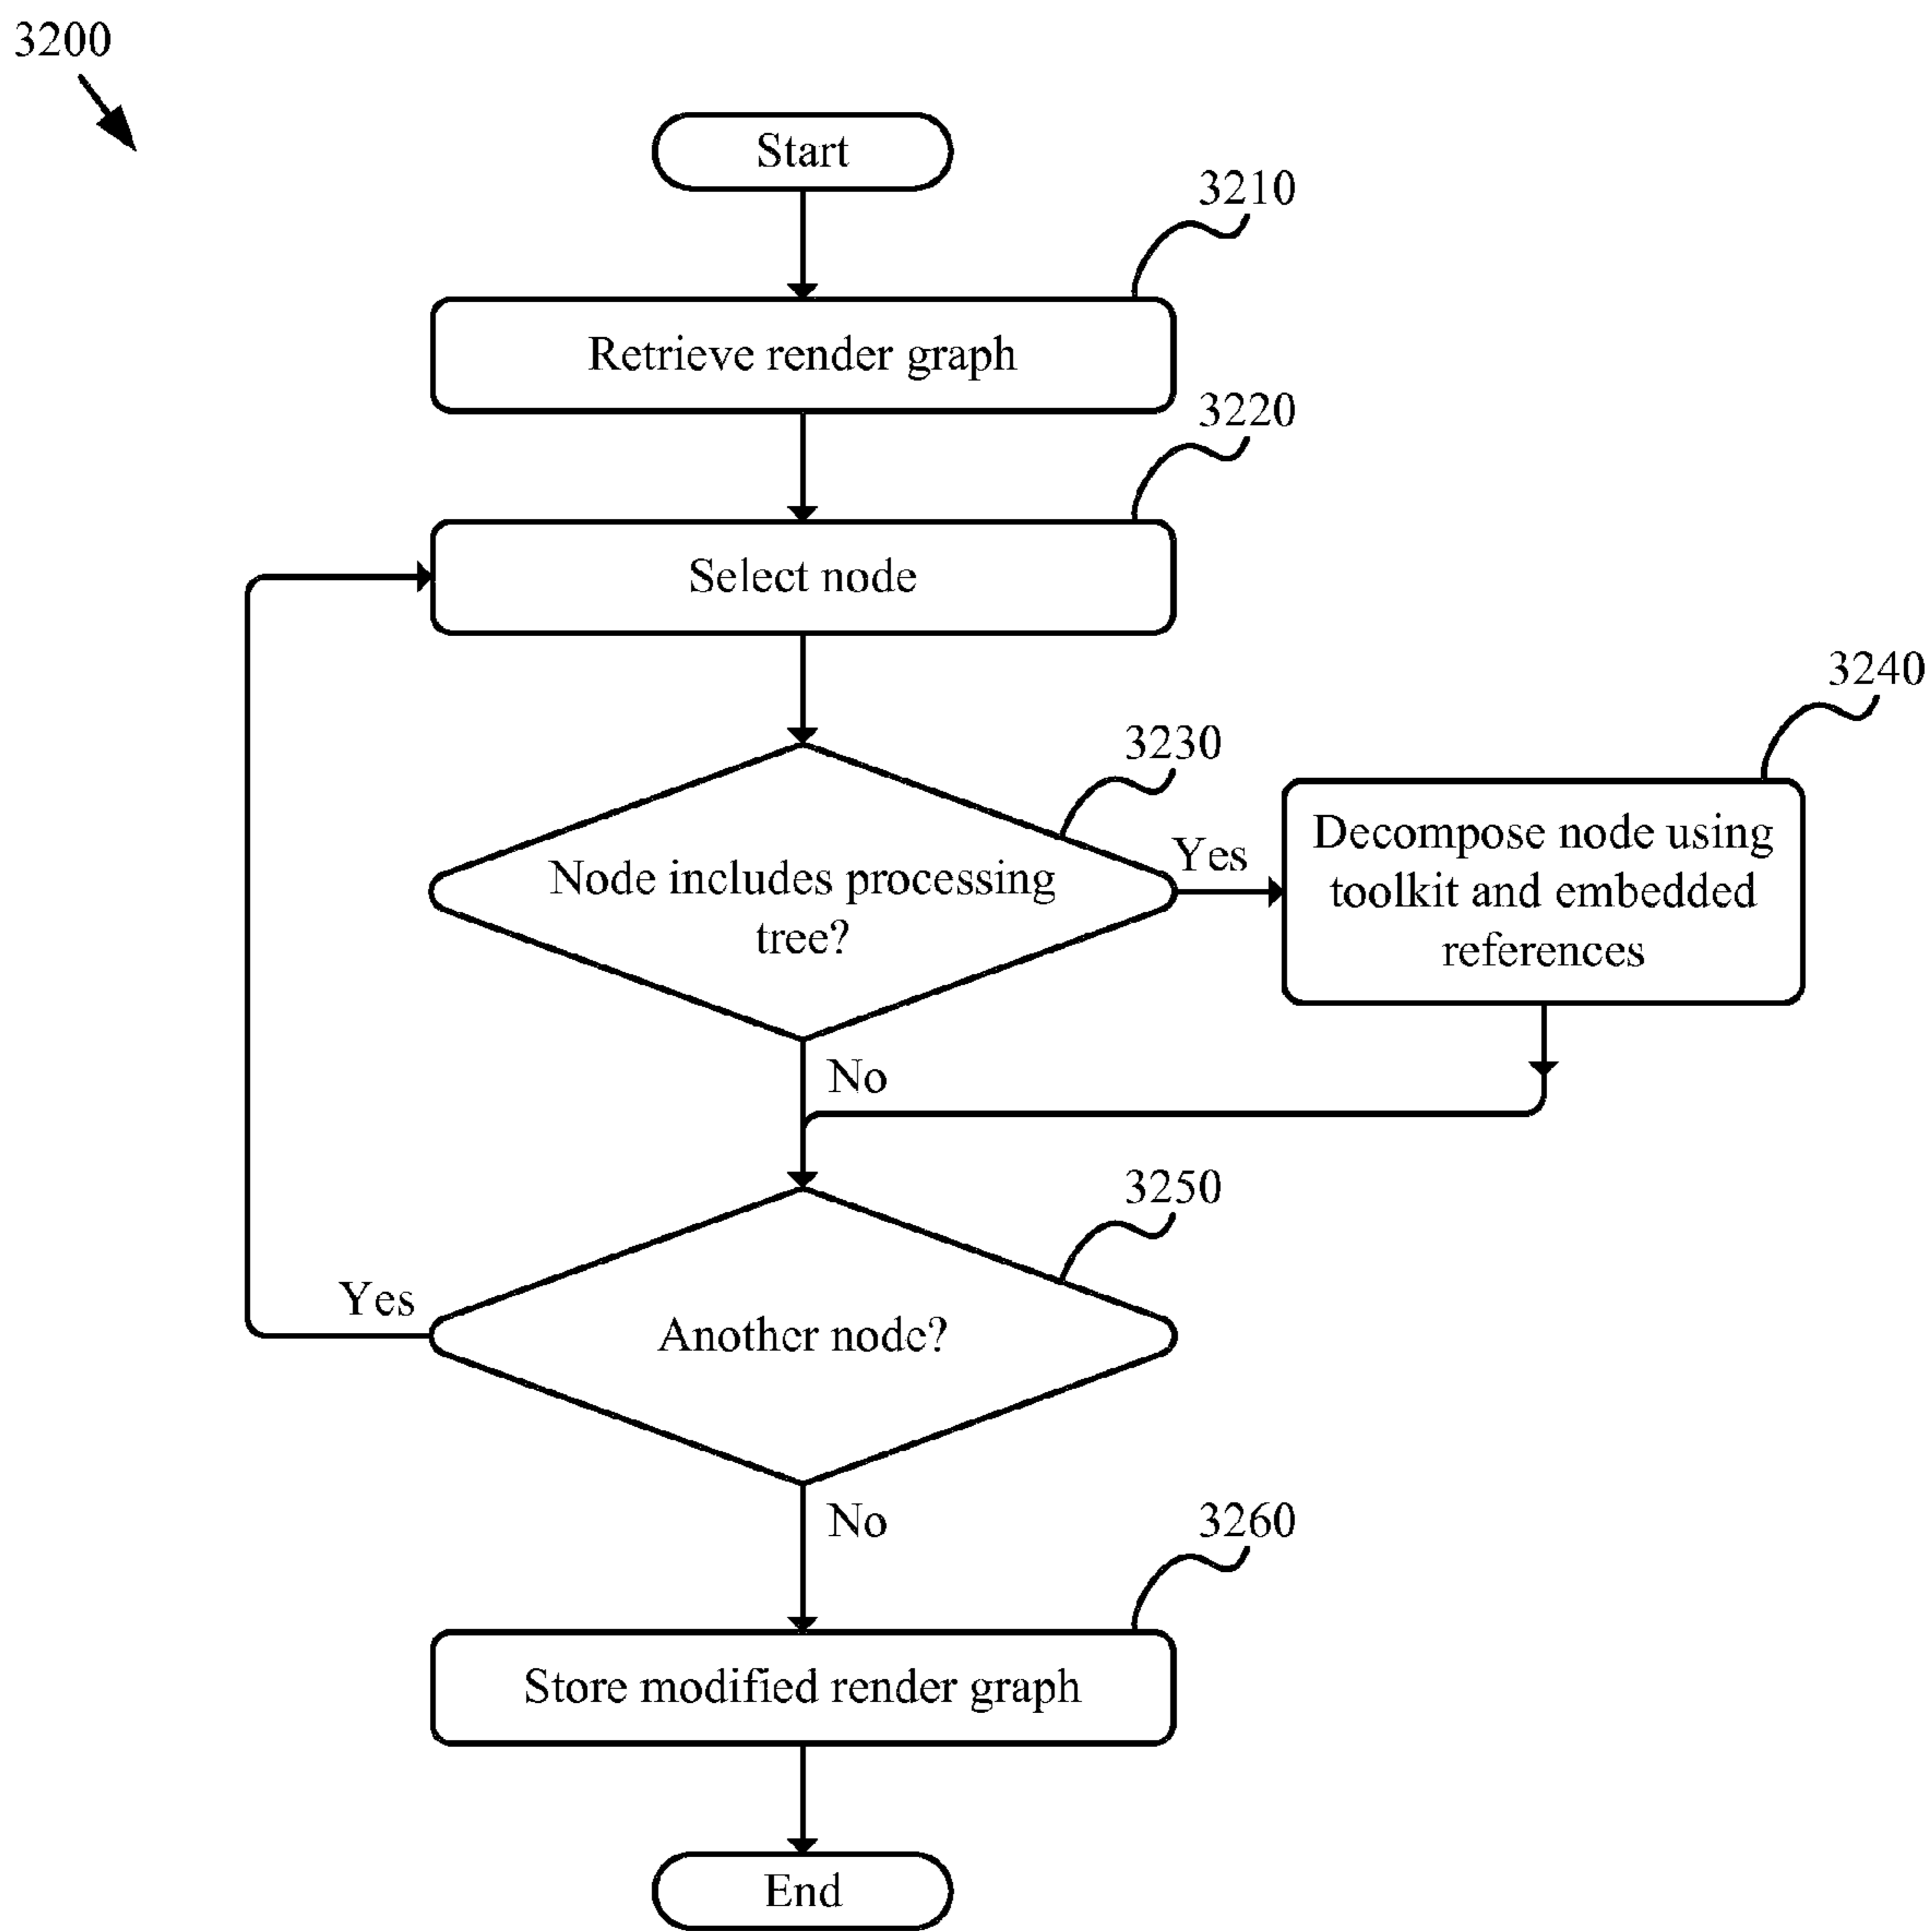 3200
Start
3210
Retrieve render graph
3220
Select node
3230
Node includes processing
tree?
Yes
3240
Decompose node using
toolkit and embedded
references
No
3250
Another node?
Yes
No
3260
Store modified render graph
End